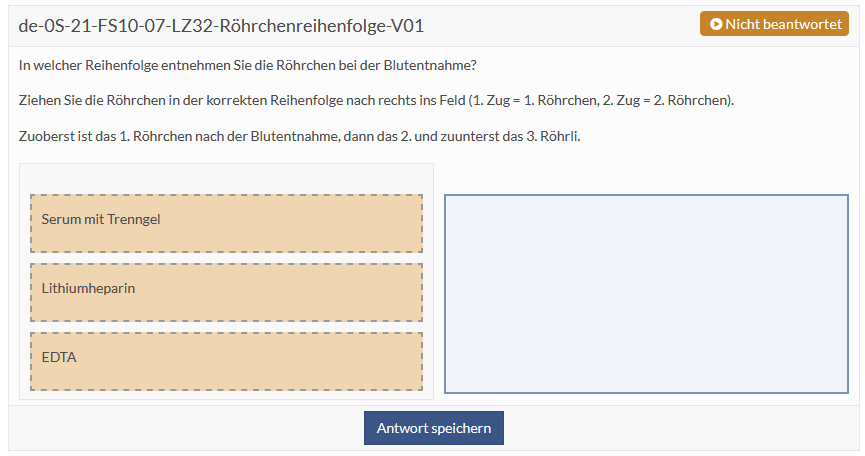 de-0S-21-FS10-07-LZ32-Röhrchenreihenfolge-V01
Nicht beantwortet
In welcher Reihenfolge entnehmen Sie die Röhrchen bei der Blutentnahme?
Ziehen Sie die Röhrchen in der korrekten Reihenfolge nach rechts ins Feld (1. Zug = 1. Röhrchen, 2. Zug = 2. Röhrchen).
Zuoberst ist das 1. Röhrchen nach der Blutentnahme, dann das 2. und zuunterst das 3. Röhrli.
Serum mit Trenngel
Lithiumheparin
EDTA
Antwort speichern